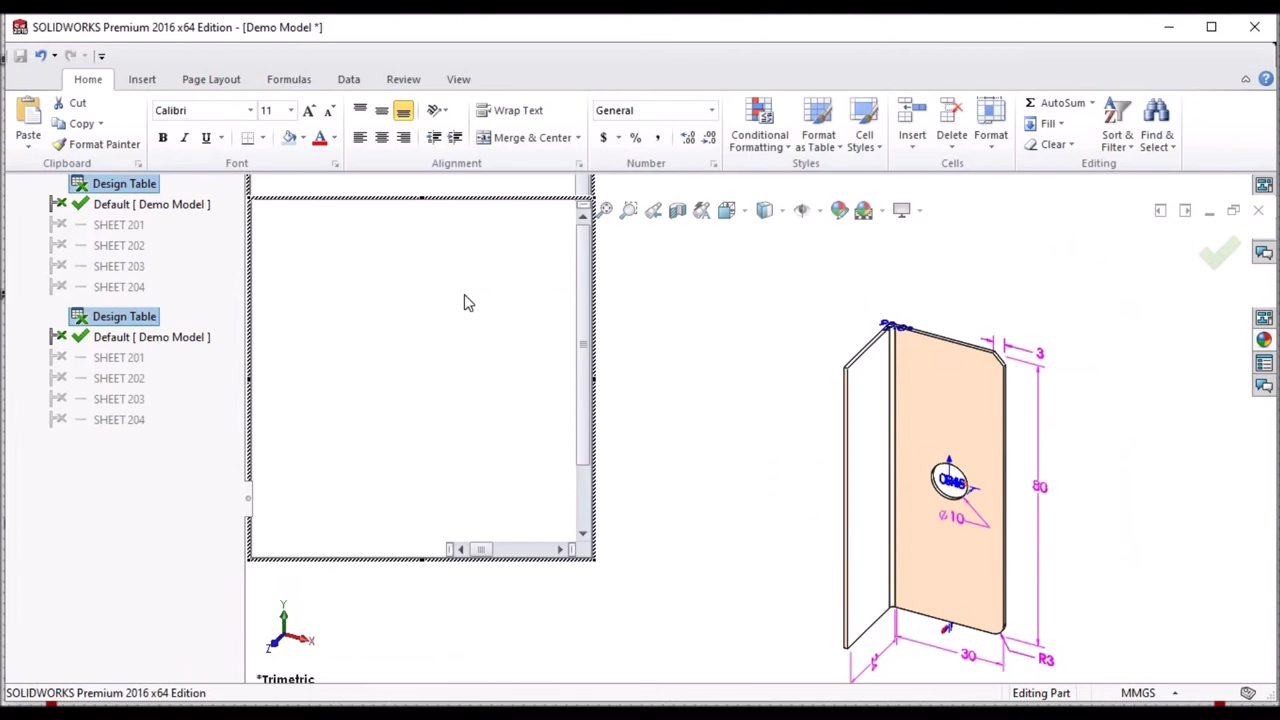 SOLIDWORKS Premium 2016 x64 Edition - [Demo Model *]
Home Insert Page Layout Formulas Data Review View
Paste
Cut
Copy
Format Painter
Clipboard
Calibri 11
B I U
Font
Wrap Text
Merge & Center
Alignment
General
$ % ,
Number
Conditional Formatting
Format as Table
Cell Styles
Styles
Insert
Delete
Format
Cells
AutoSum
Fill
Clear
Sort & Filter
Find & Select
Editing
Design Table
Default [ Demo Model ]
SHEET 201
SHEET 202
SHEET 203
SHEET 204
Design Table
Default [ Demo Model ]
SHEET 201
SHEET 202
SHEET 203
SHEET 204
3
80
Ø10
30
R3
Y
X
Z
*Trimetric
SOLIDWORKS Premium 2016 x64 Edition
Editing Part
MMGS